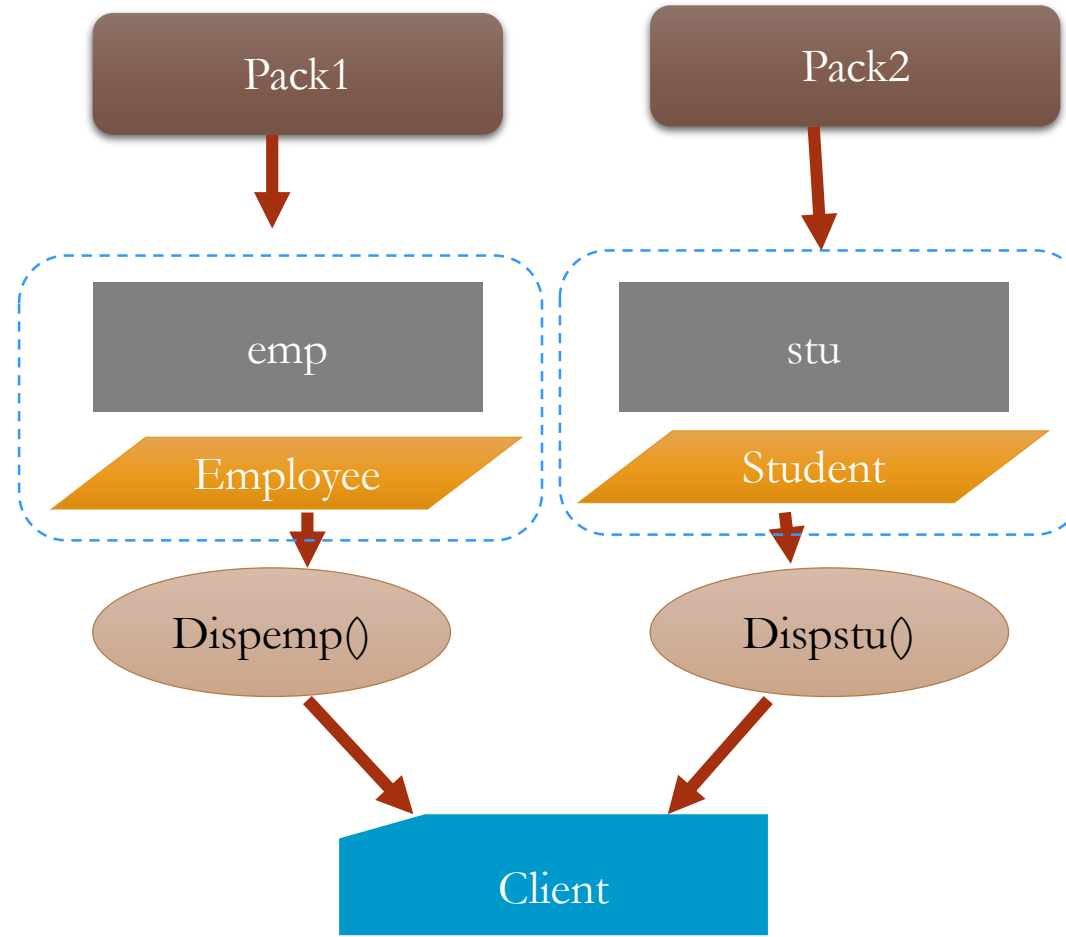 Pack1
Pack2
emp
stu
Employee
Student
Dispemp()
Dispstu()
Client